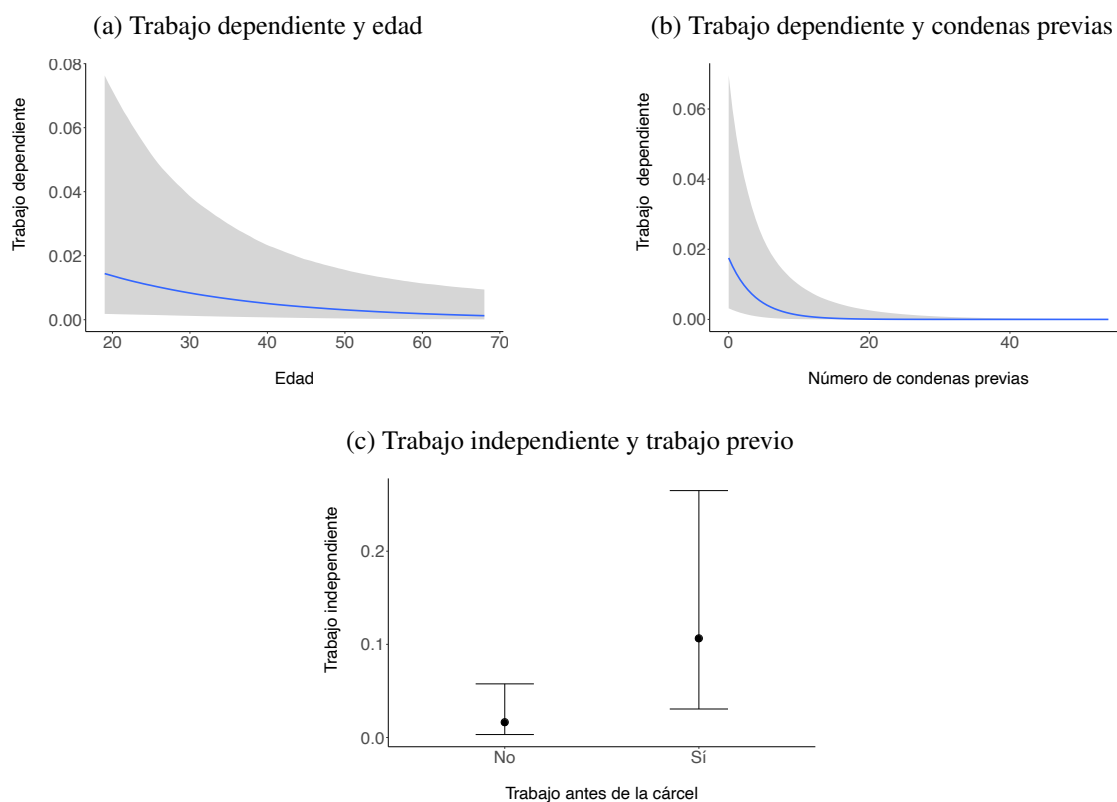 (a) Trabajo dependiente y edad
(b) Trabajo dependiente y condenas previas
Trabajo dependiente
0.08
0.06
0.04
0.02
0.00
20 30 40 50 60 70
Edad
Trabajo dependiente
0.06
0.04
0.02
0.00
0 20 40
Número de condenas previas
(c) Trabajo independiente y trabajo previo
Trabajo independiente
0.2
0.1
0.0
No Sí
Trabajo antes de la cárcel